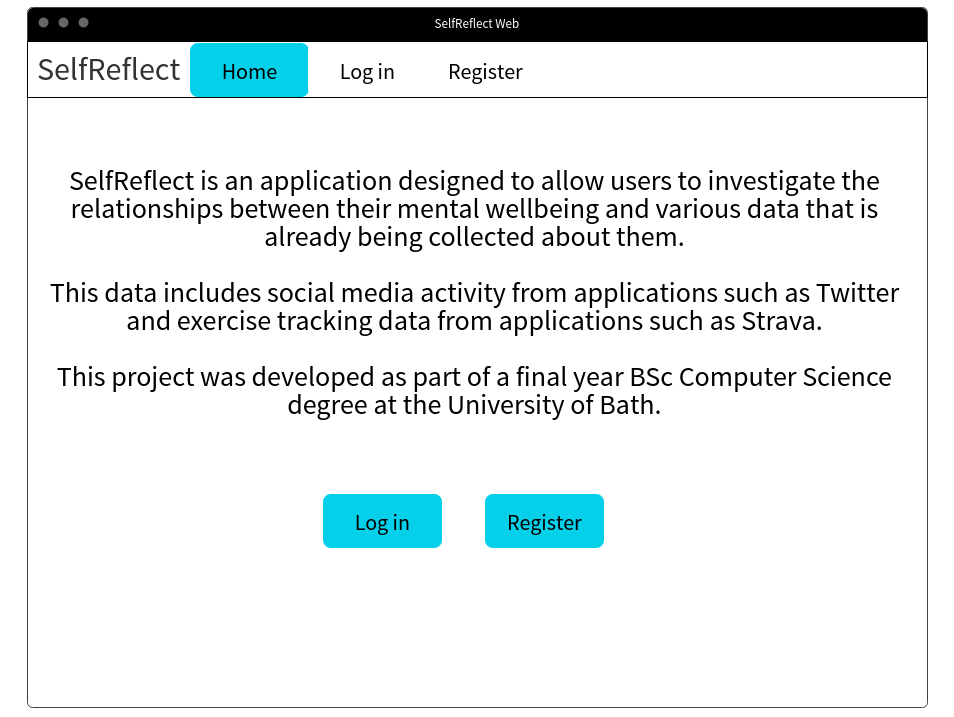 SelfReflect Web
SelfReflect Home Log in Register
SelfReflect is an application designed to allow users to investigate the
relationships between their mental wellbeing and various data that is
already being collected about them.
This data includes social media activity from applications such as Twitter
and exercise tracking data from applications such as Strava.
This project was developed as part of a final year BSc Computer Science
degree at the University of Bath.
Log in Register